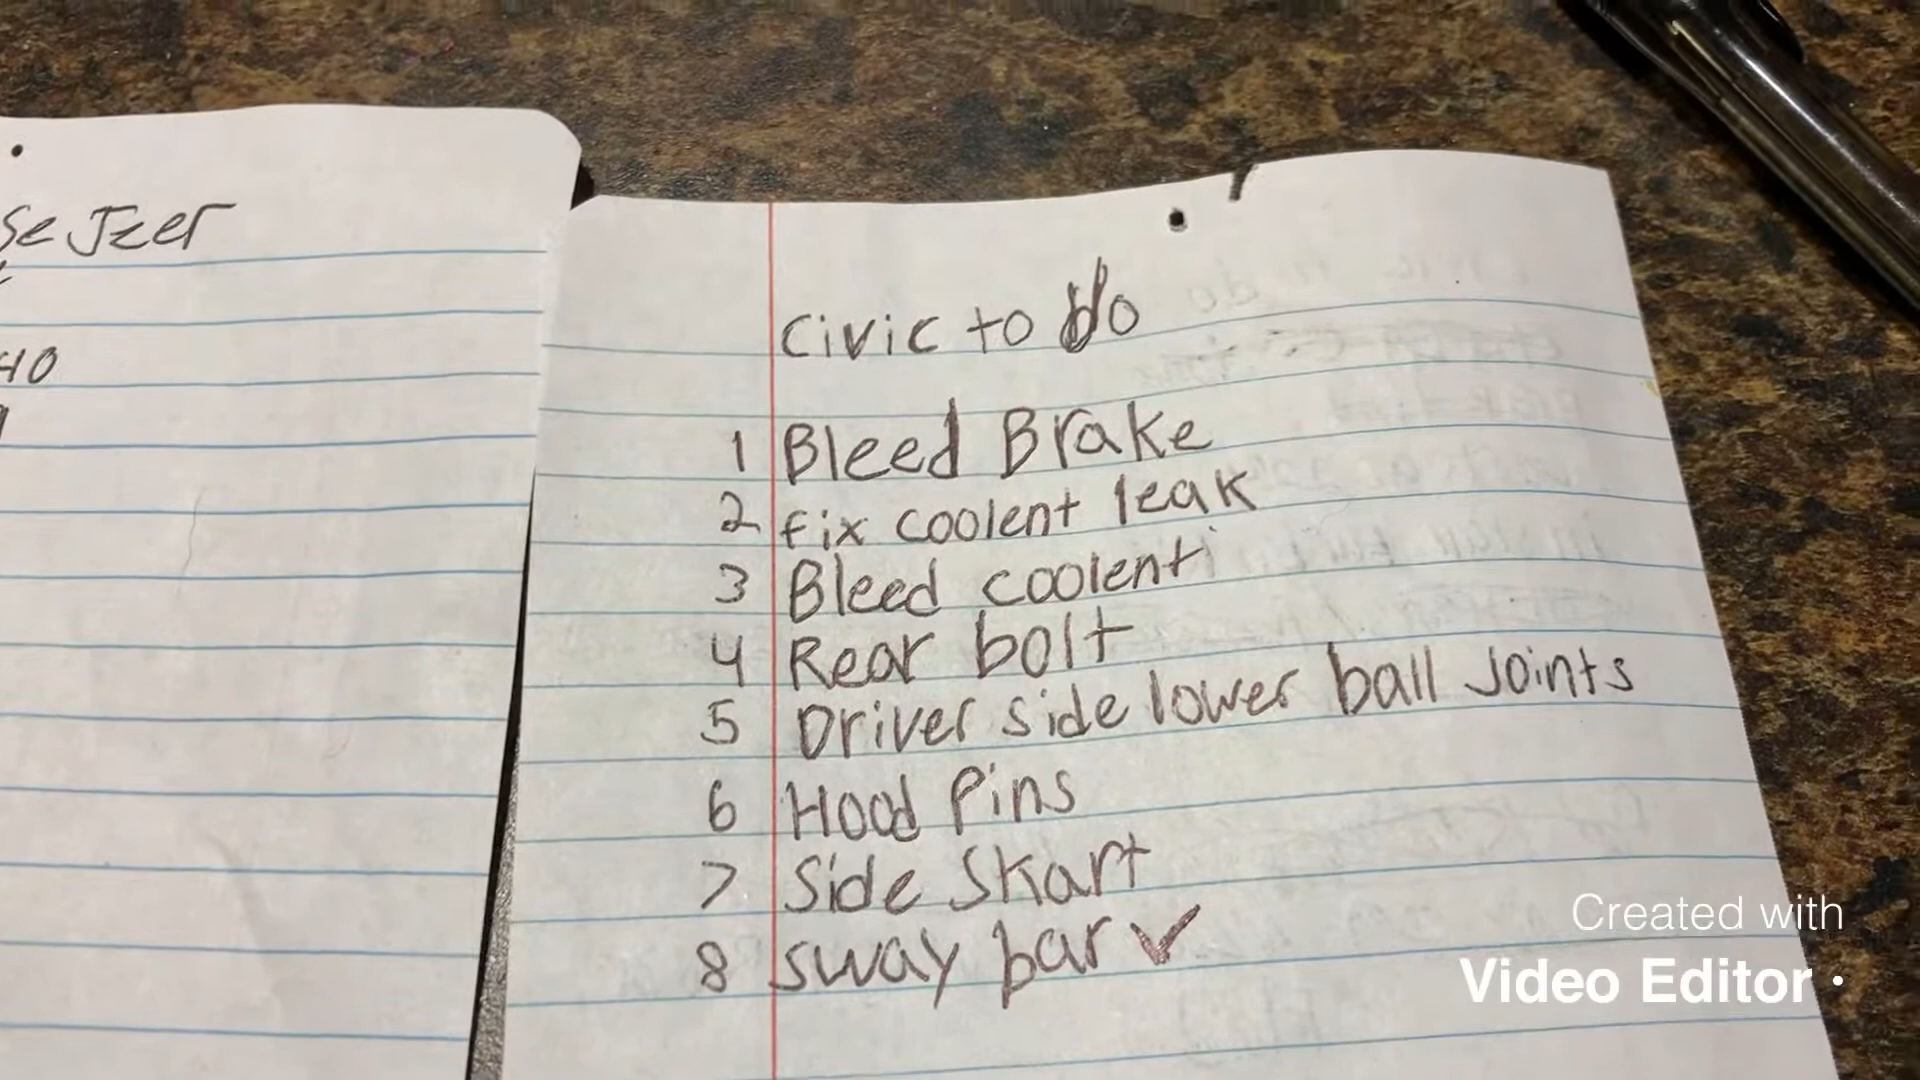 se Jzer
40
Civic to do
1 Bleed Brake
2 fix coolent leak
3 Bleed coolent
4 Rear bolt
5 Driver side lower ball Joints
6 Hood Pins
7 Side Skart
8 sway bar ✓
Created with
Video Editor